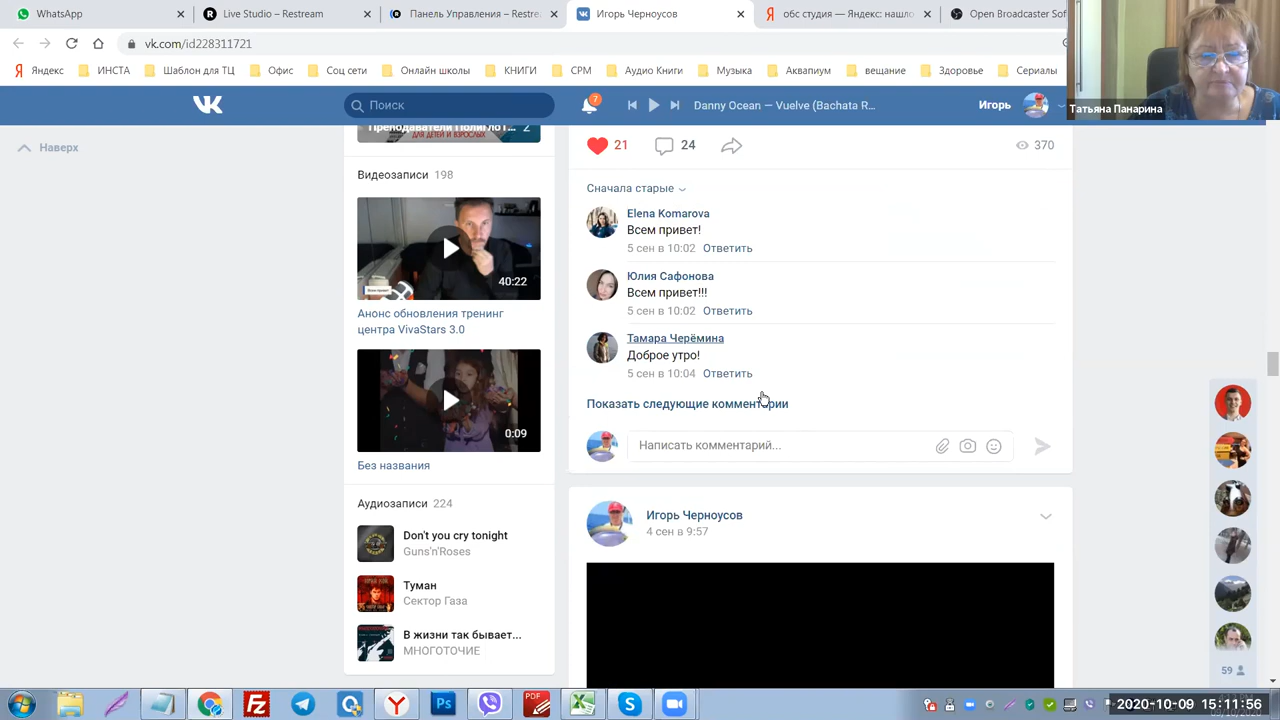 WhatsApp
Live Studio – Restream
Панель Управления – Restre
Игорь Черноусов
обс студия — Яндекс: нашло
Open Broadcaster Sof
vk.com/id228311721
Яндекс
ИНСТА
Шаблон для ТЦ
Офис
Соц сети
Онлайн школы
КНИГИ
СРМ
Аудио Книги
Музыка
Аквапиум
вещание
Здоровье
Сериалы
Татьяна Панарина
Поиск
7
Danny Ocean — Vuelve (Bachata R...
Игорь
Наверх
Преподаватели Полиглот... 2
ДЛЯ ДЕТЕЙ И ВЗРОСЛЫХ
21
24
370
Видеозаписи 198
40:22
Анонс обновления тренинг
центра VivaStars 3.0
0:09
Без названия
Аудиозаписи 224
Don't you cry tonight
Guns'n'Roses
Туман
Сектор Газа
В жизни так бывает...
МНОГОТОЧИЕ
Сначала старые
Elena Komarova
Всем привет!
5 сен в 10:02 Ответить
Юлия Сафонова
Всем привет!!!
5 сен в 10:02 Ответить
Тамара Черёмина
Доброе утро!
5 сен в 10:04 Ответить
Показать следующие комментарии
Написать комментарий...
Игорь Черноусов
4 сен в 9:57
59
2020-10-09 15:11:56